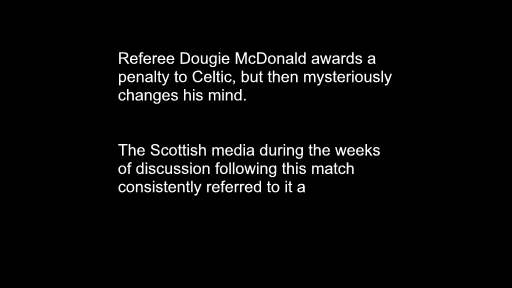 Referee Dougie McDonald awards a
penalty to Celtic, but then mysteriously
changes his mind.
The Scottish media during the weeks
of discussion following this match
consistently referred to it a